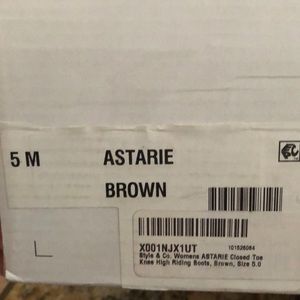 5 M ASTARIE
BROWN
X001NJX1UT 101526064
Style & Co. Womens ASTARIE Closed Toe
Knee High Riding Boots, Brown, Size 5.0